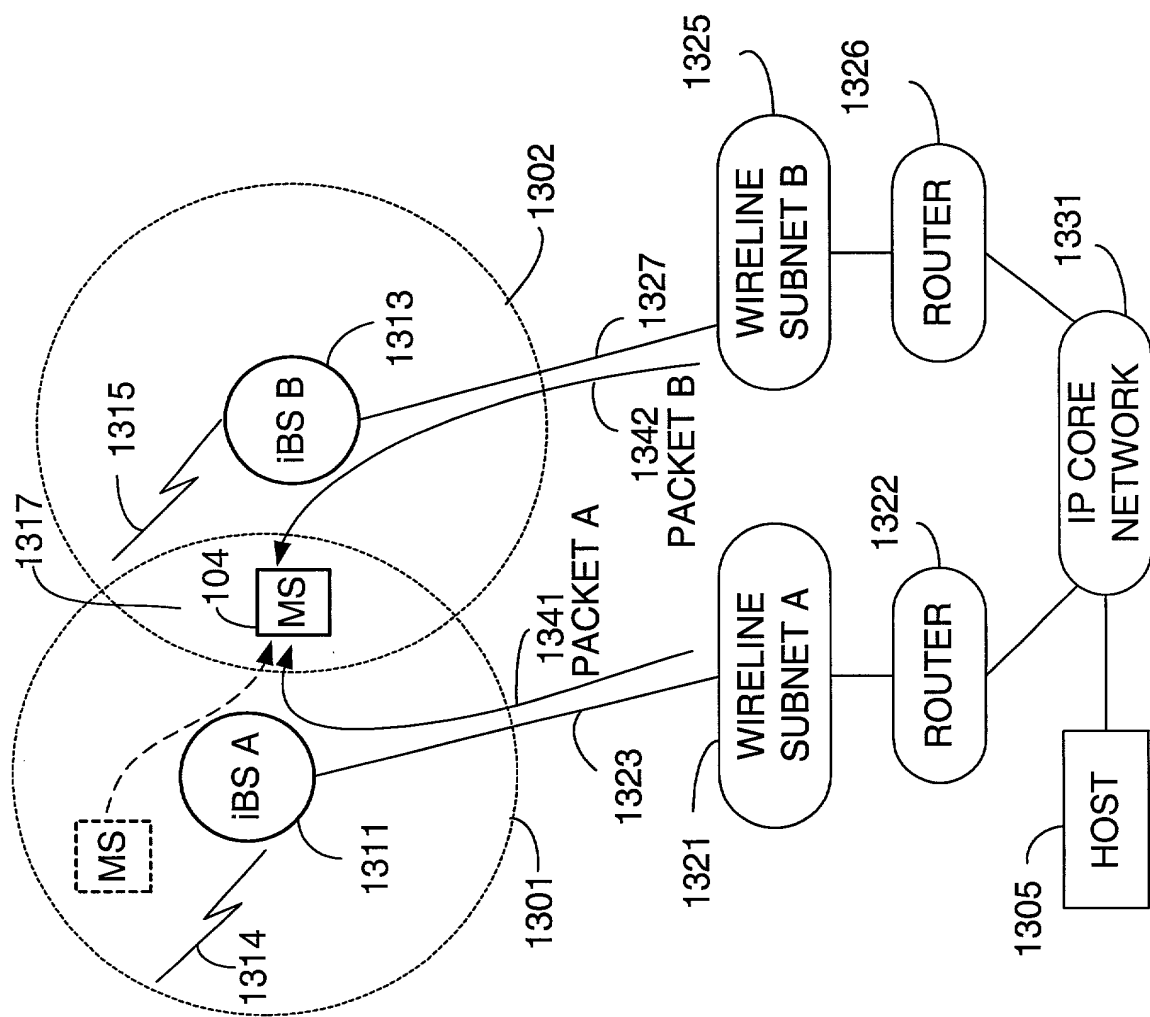 1317
1315
104
MS
MS
iBS A
iBS B
1313
1314
1311
1301
1302
1341
PACKET A
1323
1342
PACKET B
1327
1321
WIRELINE
SUBNET A
WIRELINE
SUBNET B
1325
1322
ROUTER
ROUTER
1326
1305
HOST
IP CORE
NETWORK
1331